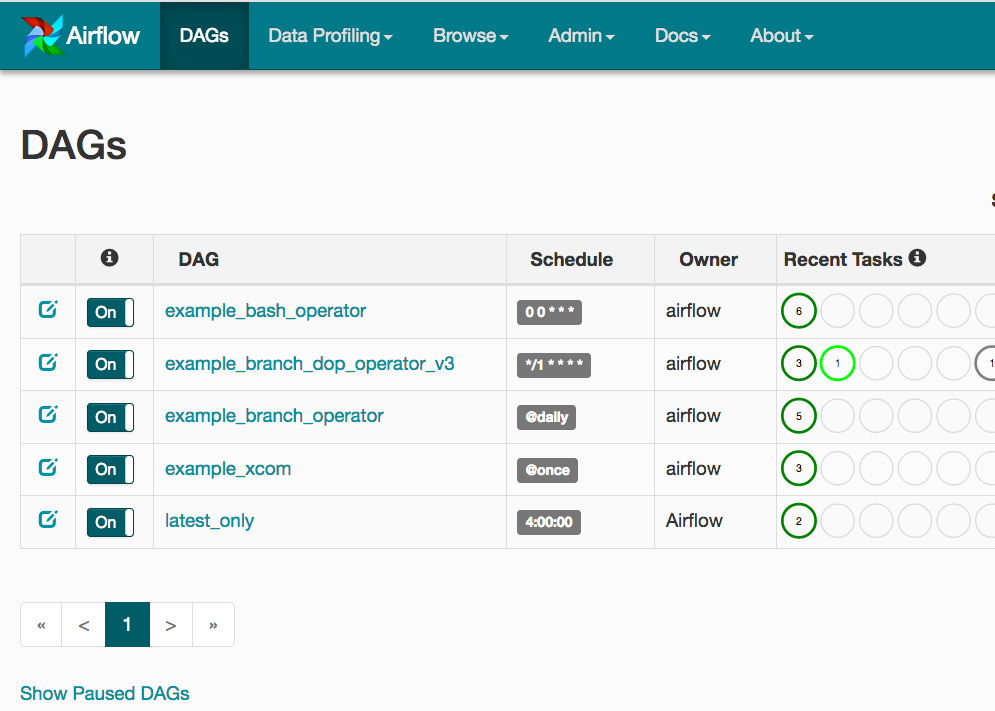 Airflow DAGs Data Profiling Browse Admin Docs About
DAGs
DAG Schedule Owner Recent Tasks
On example_bash_operator 0 0 * * * airflow 6
On example_branch_dop_operator_v3 */1 * * * * airflow 3 1 1
On example_branch_operator @daily airflow 5
On example_xcom @once airflow 3
On latest_only 4:00:00 Airflow 2
« < 1 > »
Show Paused DAGs